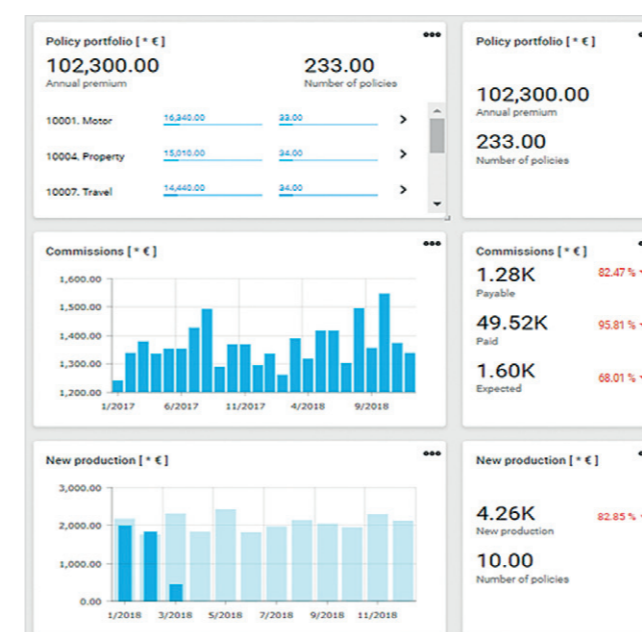 Policy portfolio [ * € ]
102,300.00 233.00
Annual premium Number of policies
10001. Motor 16,340.00 33.00
10004. Property 15,010.00 34.00
10007. Travel 14,440.00 34.00
Policy portfolio [ * € ]
102,300.00
Annual premium
233.00
Number of policies
Commissions [ * € ]
1,600.00
1,500.00
1,400.00
1,300.00
1,200.00
1/2017 6/2017 11/2017 4/2018 9/2018
Commissions [ * € ]
1.28K 82.47 %
Payable
49.52K 95.81 %
Paid
1.60K 68.01 %
Expected
New production [ * € ]
3,000.00
2,000.00
1,000.00
0.00
1/2018 3/2018 5/2018 7/2018 9/2018 11/2018
New production [ * € ]
4.26K 82.85 %
New production
10.00
Number of policies